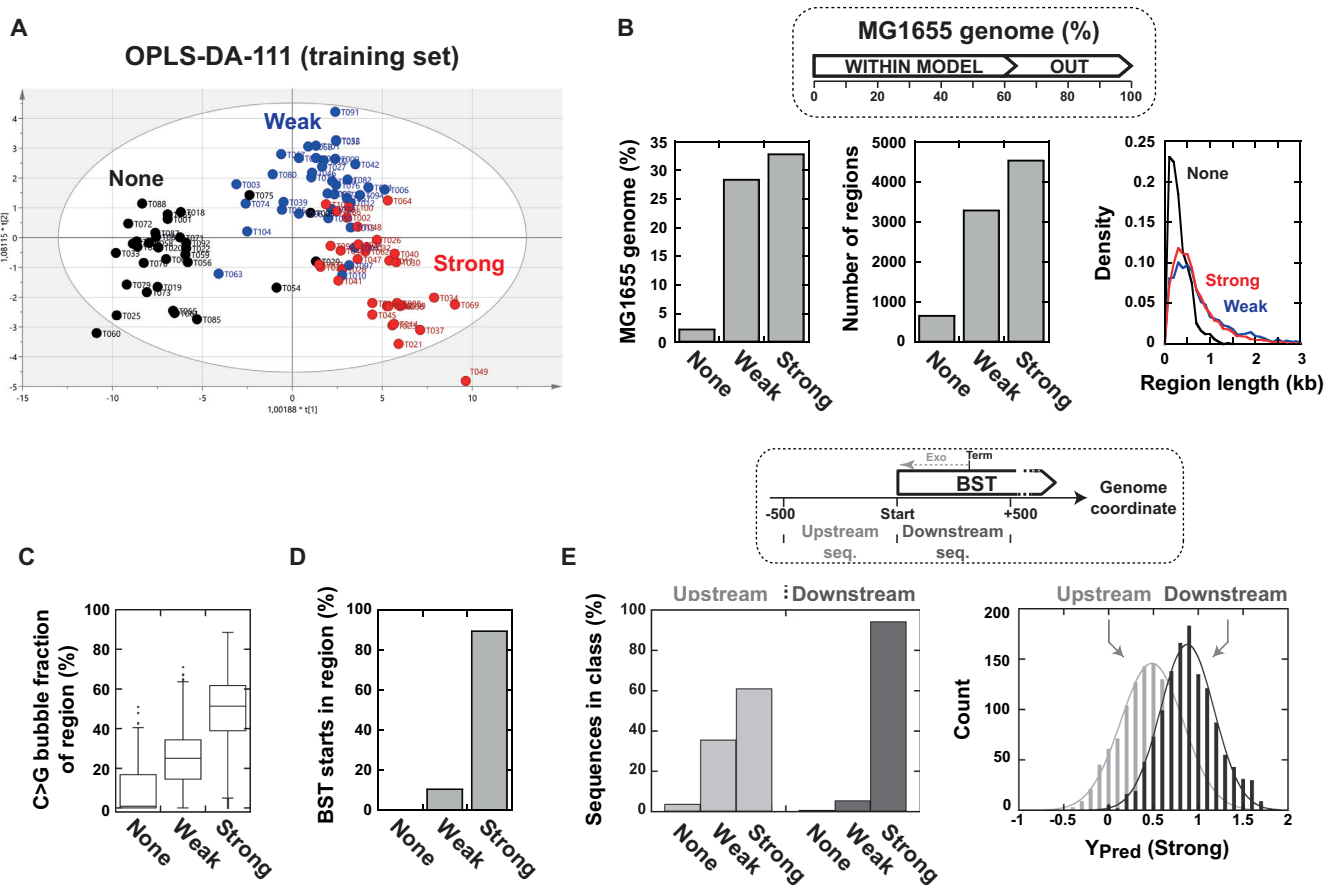 A
OPLS-DA-111 (training set)
None
Weak
Strong
T091
T042
T080
T003
T074
T104
T063
T075
T039
T006
T064
T088
T072
T018
T001
T033
T071
T092
T059
T056
T079
T019
T073
T025
T060
T085
T054
T029
T097
T010
T041
T047
T002
T026
T040
T034
T069
T045
T037
T021
T049
4
3
2
1
0
-1
-2
-3
-4
-5
-15
-10
-5
0
5
10
1,08115 * t[2]
1,00188 * t[1]
B
MG1655 genome (%)
WITHIN MODEL
OUT
0 20 40 60 80 100
MG1655 genome (%)
35
30
25
20
15
10
5
0
None
Weak
Strong
Number of regions
5000
4000
3000
2000
1000
0
None
Weak
Strong
Density
0.25
0.20
0.15
0.10
0.05
0
None
Strong
Weak
0 1 2 3
Region length (kb)
Exo
Term
BST
-500
Start
+500
Genome
coordinate
Upstream
seq.
Downstream
seq.
C
C>G bubble fraction
of region (%)
100
80
60
40
20
0
None
Weak
Strong
D
BST starts in region (%)
100
80
60
40
20
0
None
Weak
Strong
E
Upstream
Downstream
Sequences in class (%)
100
80
60
40
20
0
None
Weak
Strong
None
Weak
Strong
Upstream
Downstream
Count
200
150
100
50
0
-1 -0.5 0 0.5 1 1.5 2
YPred (Strong)